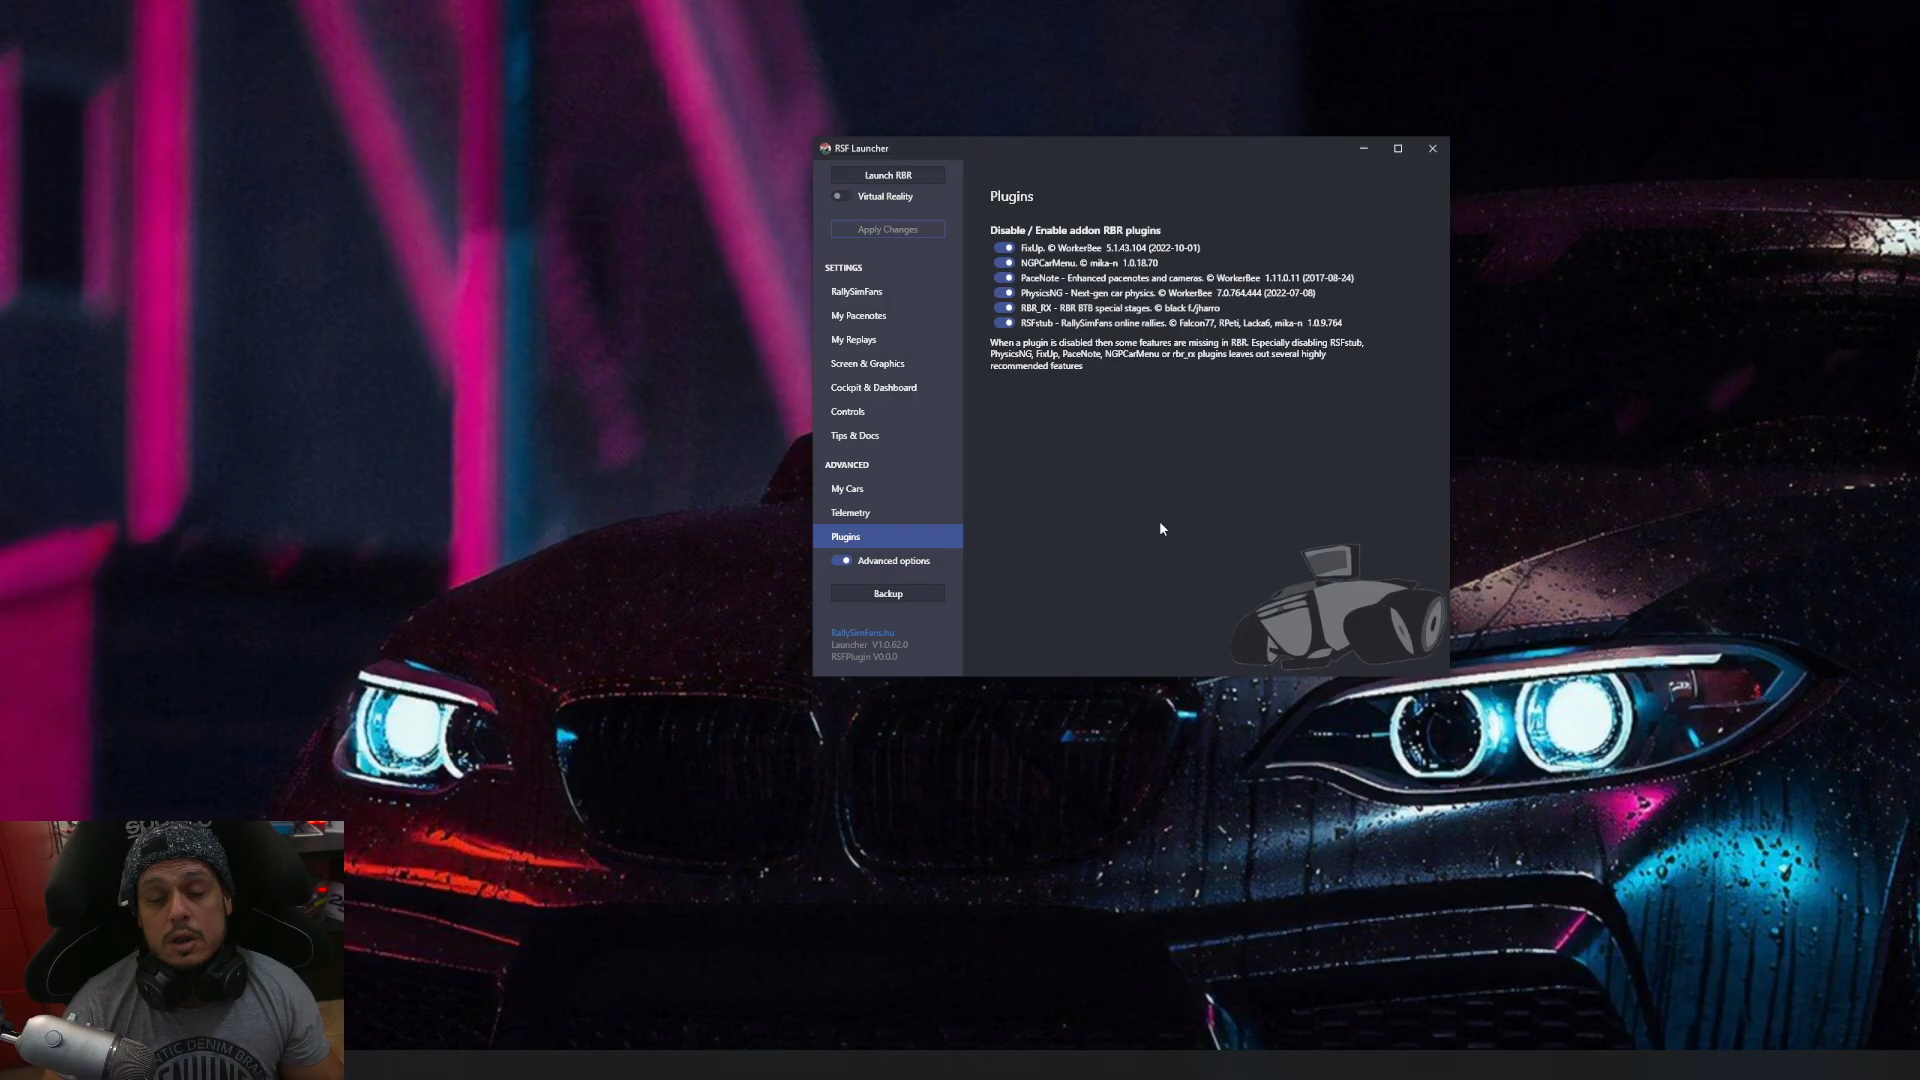 RSF Launcher
Launch RBR
Virtual Reality
Apply Changes
SETTINGS
RallySimFans
My Pacenotes
My Replays
Screen & Graphics
Cockpit & Dashboard
Controls
Tips & Docs
ADVANCED
My Cars
Telemetry
Plugins
Advanced options
Backup
RallySimFans.hu
Launcher V1.0.62.0
RSFPlugin V0.0.0
Plugins
Disable / Enable addon RBR plugins
FixUp. © WorkerBee 5.1.43.104 (2022-10-01)
NGPCarMenu. © mika-n 1.0.18.70
PaceNote - Enhanced pacenotes and cameras. © WorkerBee 1.11.0.11 (2017-08-24)
PhysicsNG - Next-gen car physics. © WorkerBee 7.0.764.444 (2022-07-08)
RBR_RX - RBR BTB special stages. © black f./jharro
RSFstub - RallySimFans online rallies. © Falcon77, RPeti, Lacka6, mika-n 1.0.9.764
When a plugin is disabled then some features are missing in RBR. Especially disabling RSFstub,
PhysicsNG, FixUp, PaceNote, NGPCarMenu or rbr_rx plugins leaves out several highly
recommended features
NTIC DENIM BRA